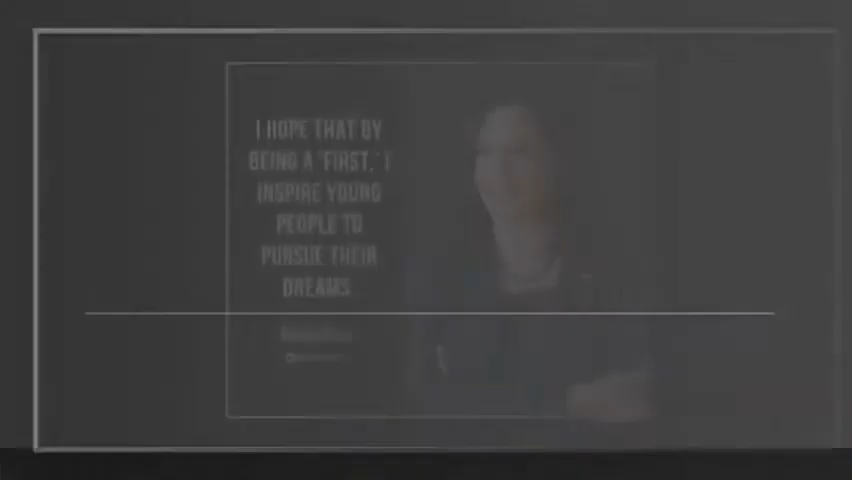 I HOPE THAT BY
BEING A "FIRST," I
INSPIRE YOUNG
PEOPLE TO
PURSUE THEIR
DREAMS